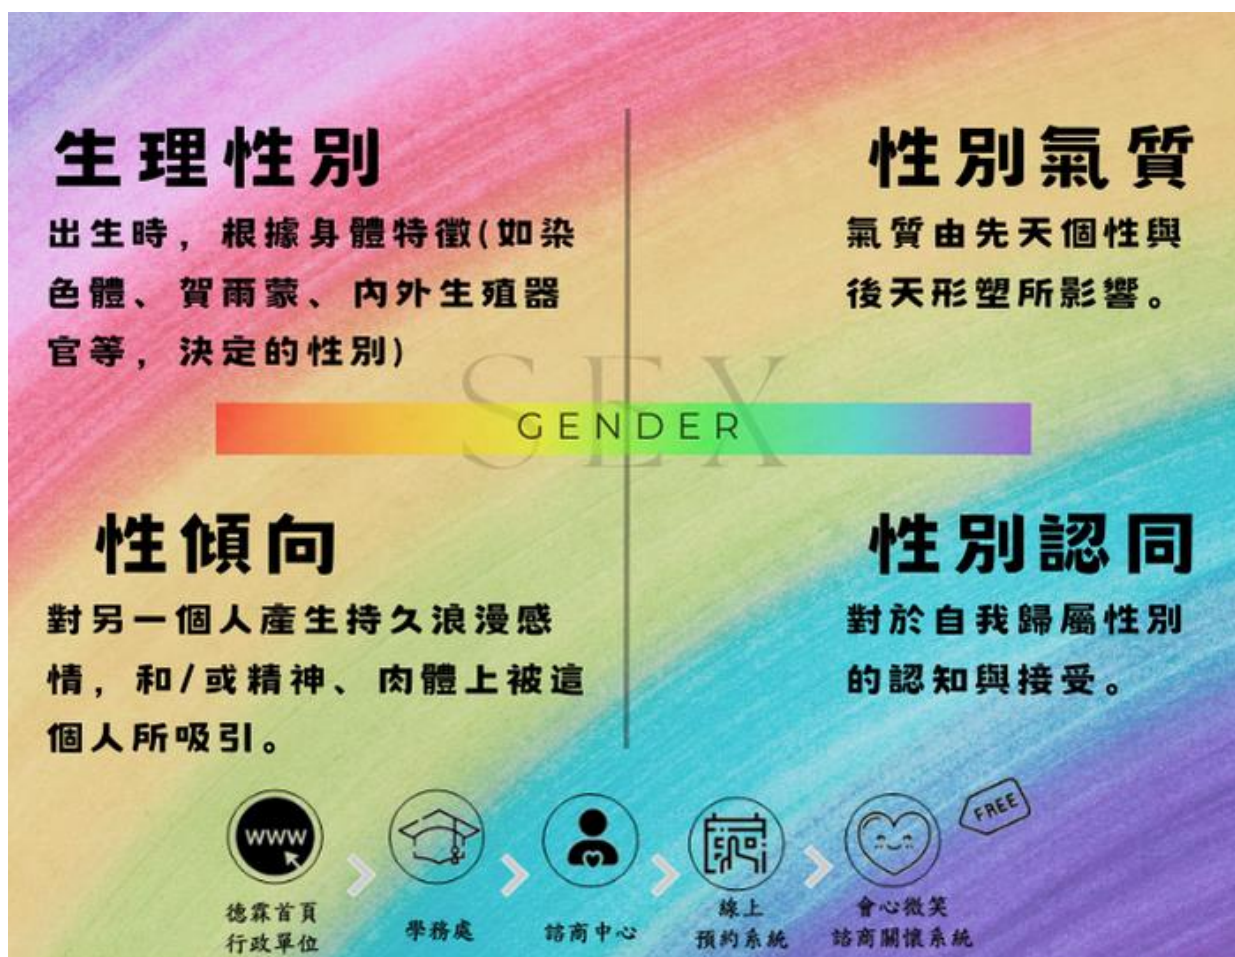 生理性別
出生時，根據身體特徵(如染
色體、賀爾蒙、內外生殖器
官等，決定的性別)
性別氣質
氣質由先天個性與
後天形塑所影響。
SEX
GENDER
性傾向
對另一個人產生持久浪漫感
情，和/或精神、肉體上被這
個人所吸引。
性別認同
對於自我歸屬性別
的認知與接受。
WWW
德霖首頁
行政單位
學務處
諮商中心
線上
預約系統
FREE
會心微笑
諮商關懷系統